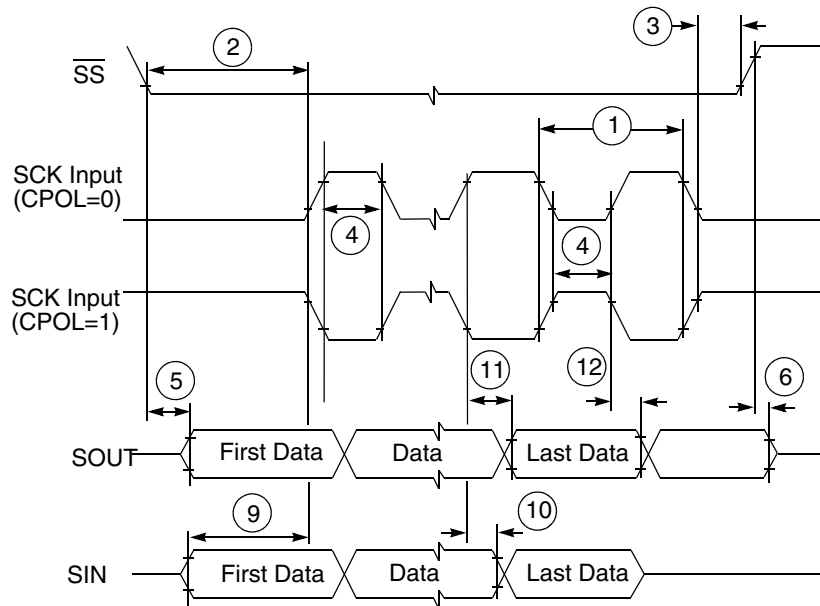 2
3
SS
1
SCK Input
(CPOL=0)
4
4
SCK Input
(CPOL=1)
5
11
12
6
SOUT
First Data
Data
Last Data
9
10
SIN
First Data
Data
Last Data